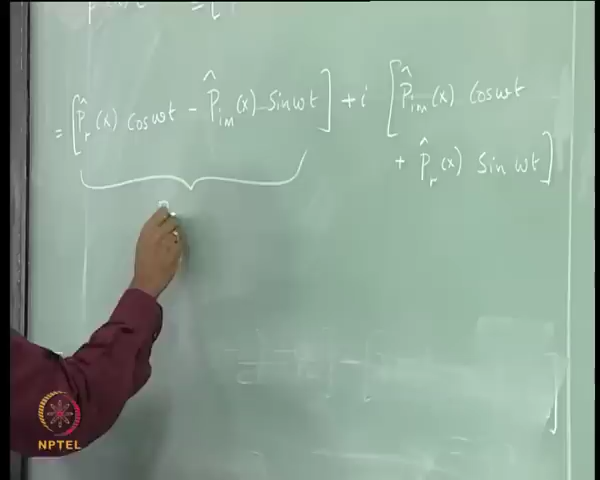 = [
= [P̂r(x) cos ωt - P̂im(x) sin ωt] + i [P̂im(x) cos ωt
+ P̂r(x) sin ωt]
NPTEL